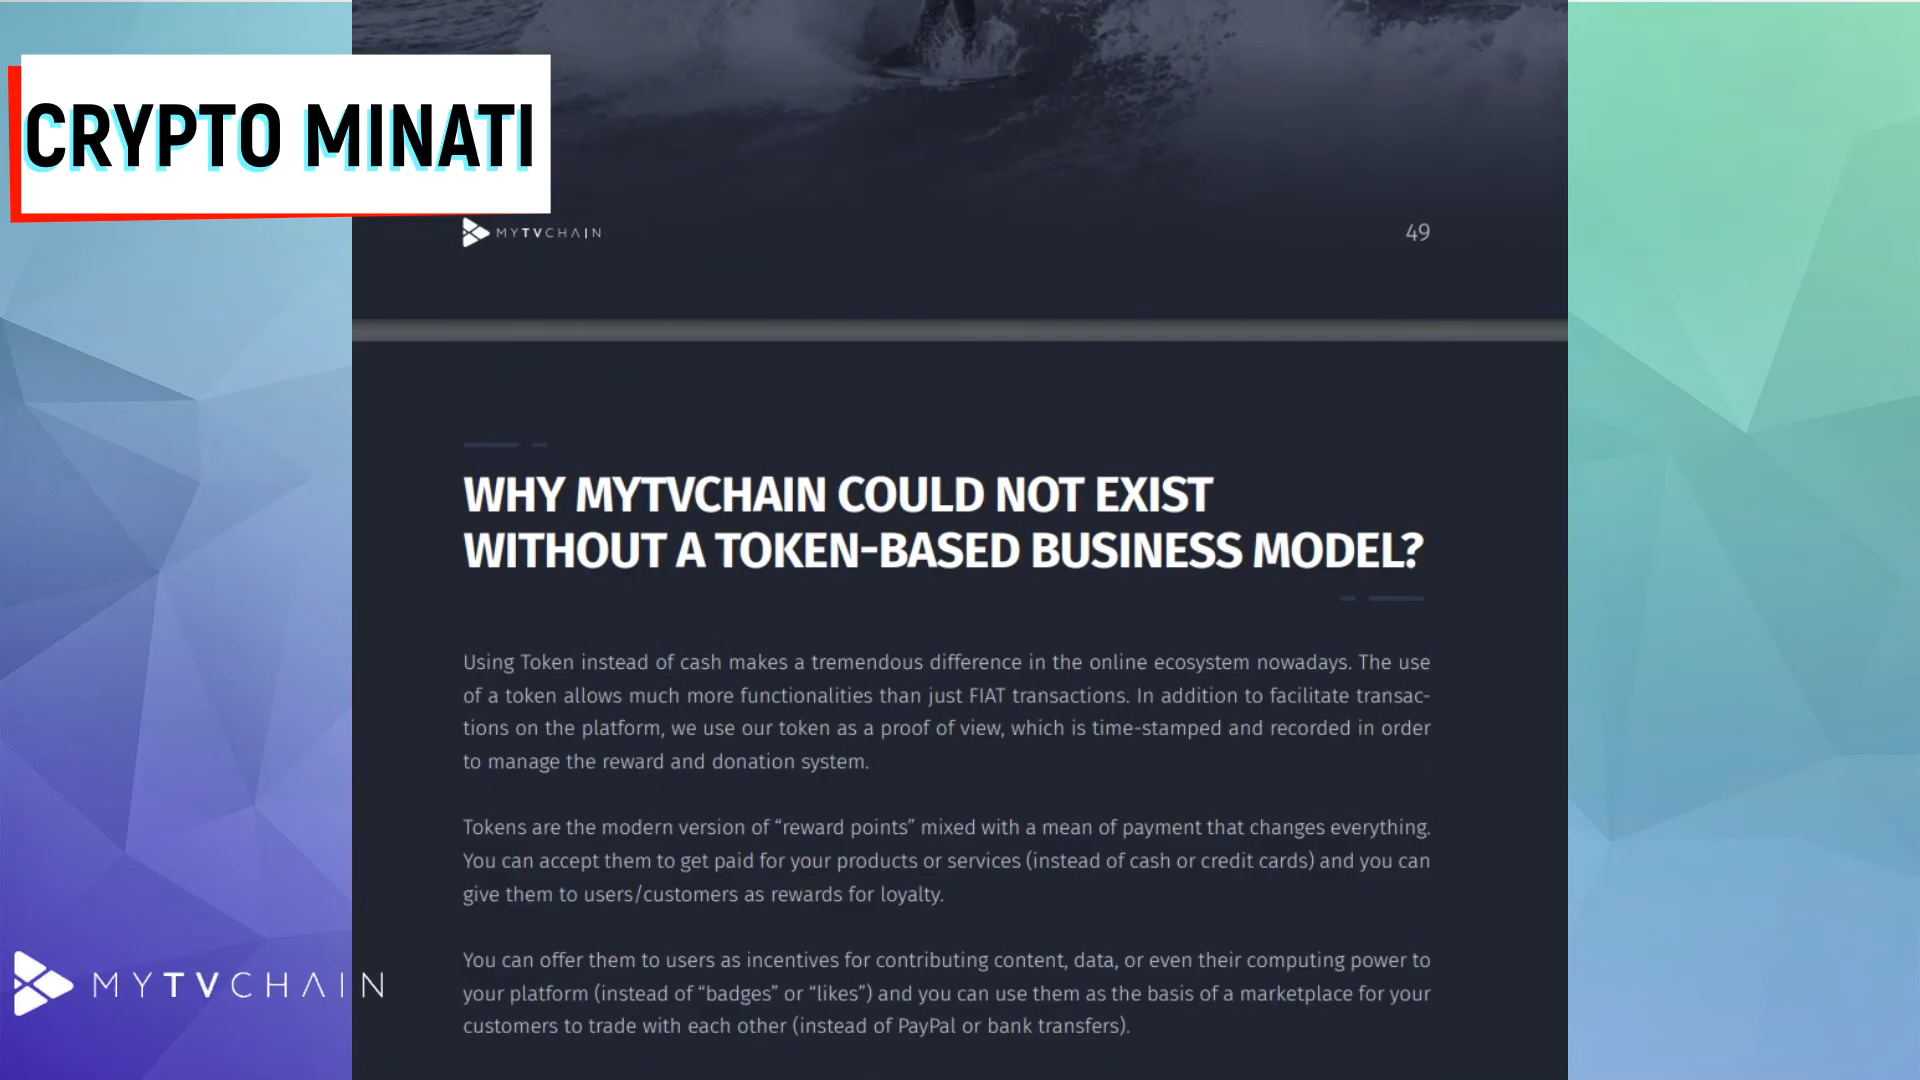 CRYPTO MINATI
MYTVCHAIN
49
WHY MYTVCHAIN COULD NOT EXIST
WITHOUT A TOKEN-BASED BUSINESS MODEL?
Using Token instead of cash makes a tremendous difference in the online ecosystem nowadays. The use
of a token allows much more functionalities than just FIAT transactions. In addition to facilitate transac-
tions on the platform, we use our token as a proof of view, which is time-stamped and recorded in order
to manage the reward and donation system.
Tokens are the modern version of “reward points” mixed with a mean of payment that changes everything.
You can accept them to get paid for your products or services (instead of cash or credit cards) and you can
give them to users/customers as rewards for loyalty.
You can offer them to users as incentives for contributing content, data, or even their computing power to
your platform (instead of “badges” or “likes”) and you can use them as the basis of a marketplace for your
customers to trade with each other (instead of PayPal or bank transfers).
MYTVCHAIN